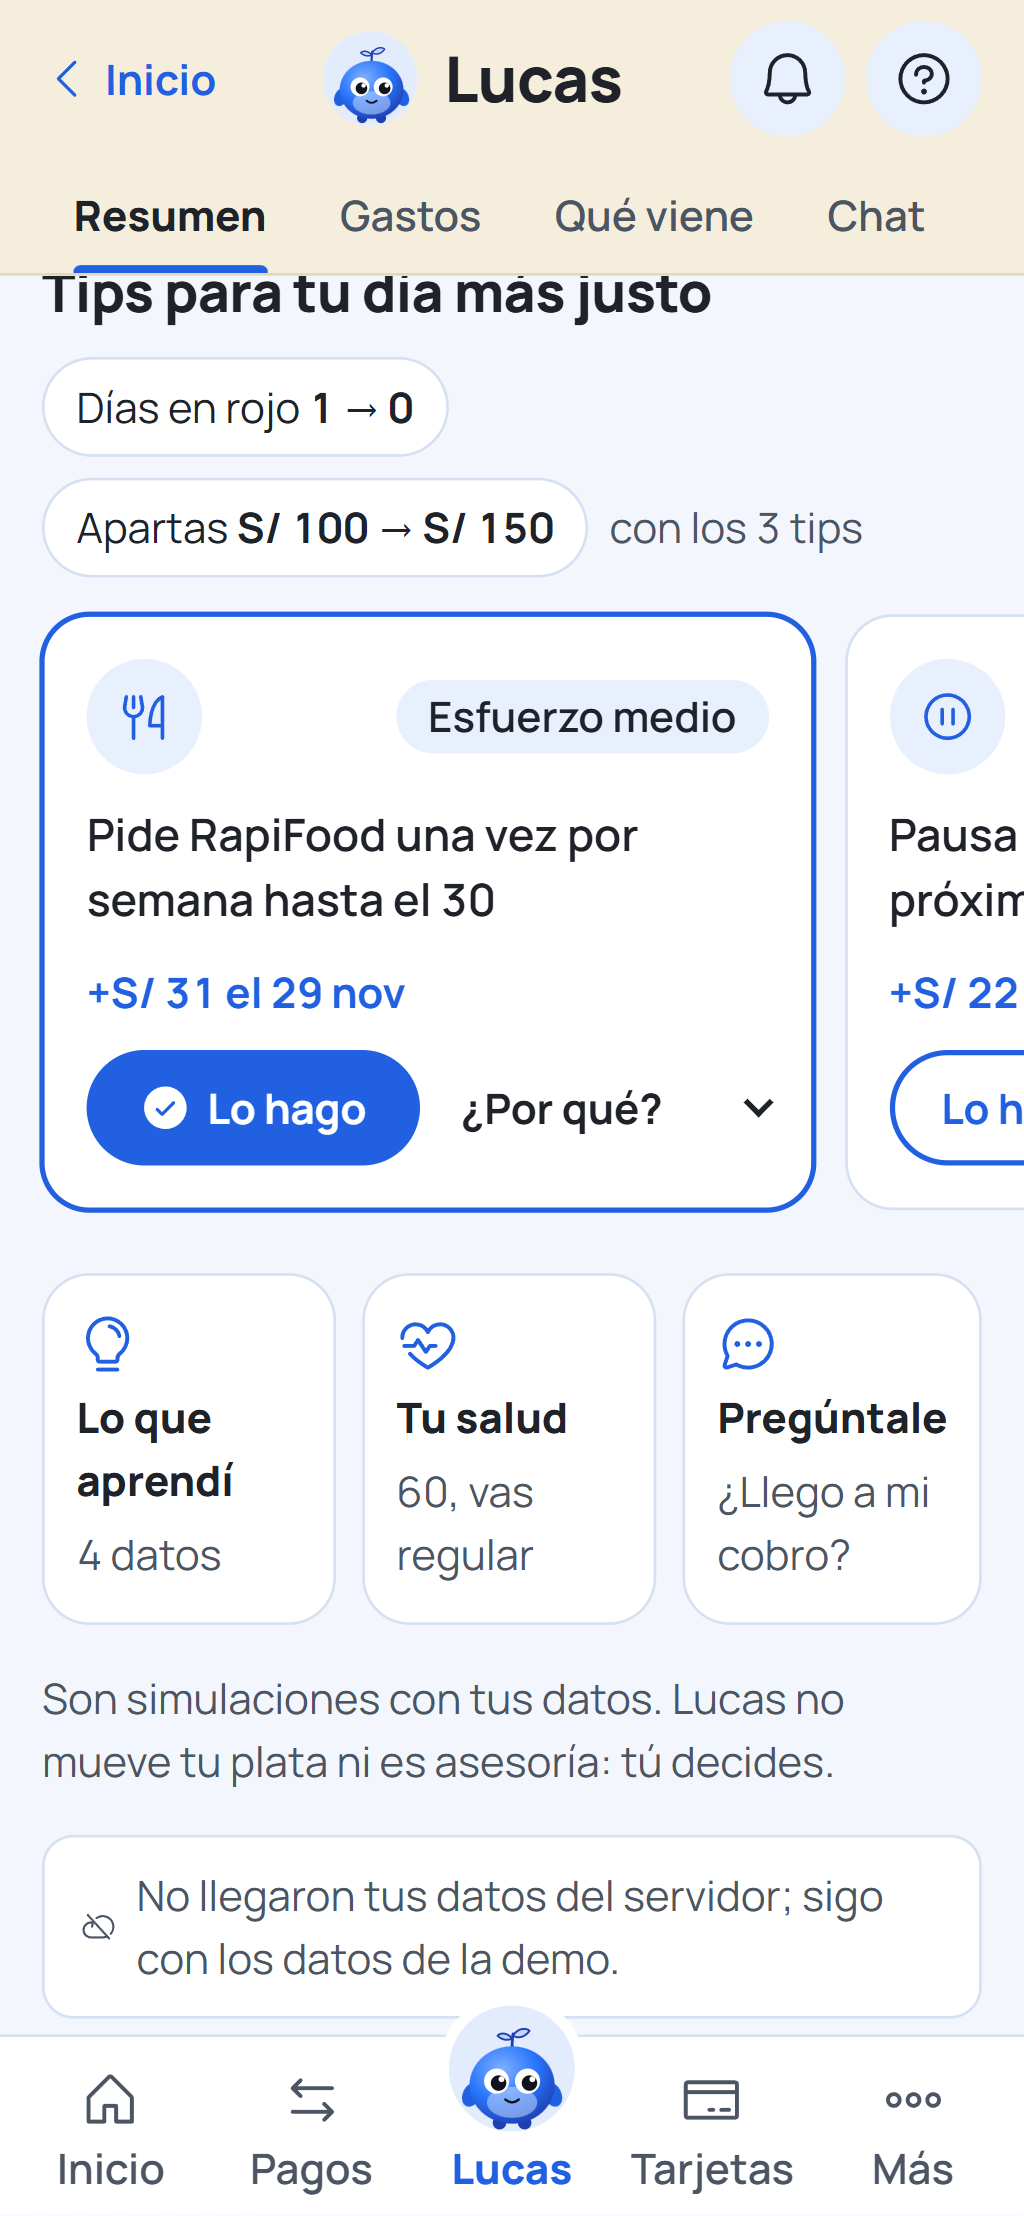 Inicio
Lucas
Resumen
Gastos
Qué viene
Chat
Tips para tu día más justo
Días en rojo 1 → 0
Apartas S/ 100 → S/ 150
con los 3 tips
Esfuerzo medio
Pide RapiFood una vez por
semana hasta el 30
+S/ 31 el 29 nov
Lo hago
¿Por qué?
Pausa
próxim
+S/ 22
Lo h
Lo que
aprendí
4 datos
Tu salud
60, vas
regular
Pregúntale
¿Llego a mi
cobro?
Son simulaciones con tus datos. Lucas no
mueve tu plata ni es asesoría: tú decides.
No llegaron tus datos del servidor; sigo
con los datos de la demo.
Inicio
Pagos
Lucas
Tarjetas
Más